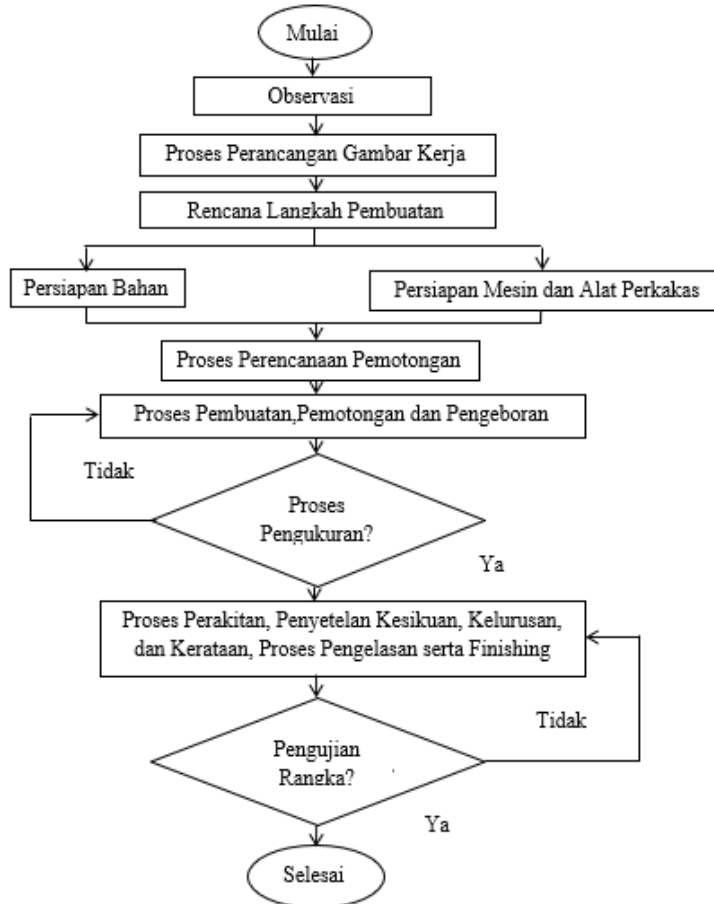 Mulai
Observasi
Proses Perancangan Gambar Kerja
Rencana Langkah Pembuatan
Persiapan Bahan
Persiapan Mesin dan Alat Perkakas
Proses Perencanaan Pemotongan
Proses Pembuatan,Pemotongan dan Pengeboran
Tidak
Proses
Pengukuran?
Ya
Proses Perakitan, Penyetelan Kesikuan, Kelurusan,
dan Kerataan, Proses Pengelasan serta Finishing
Tidak
Pengujian
Rangka?
Ya
Selesai